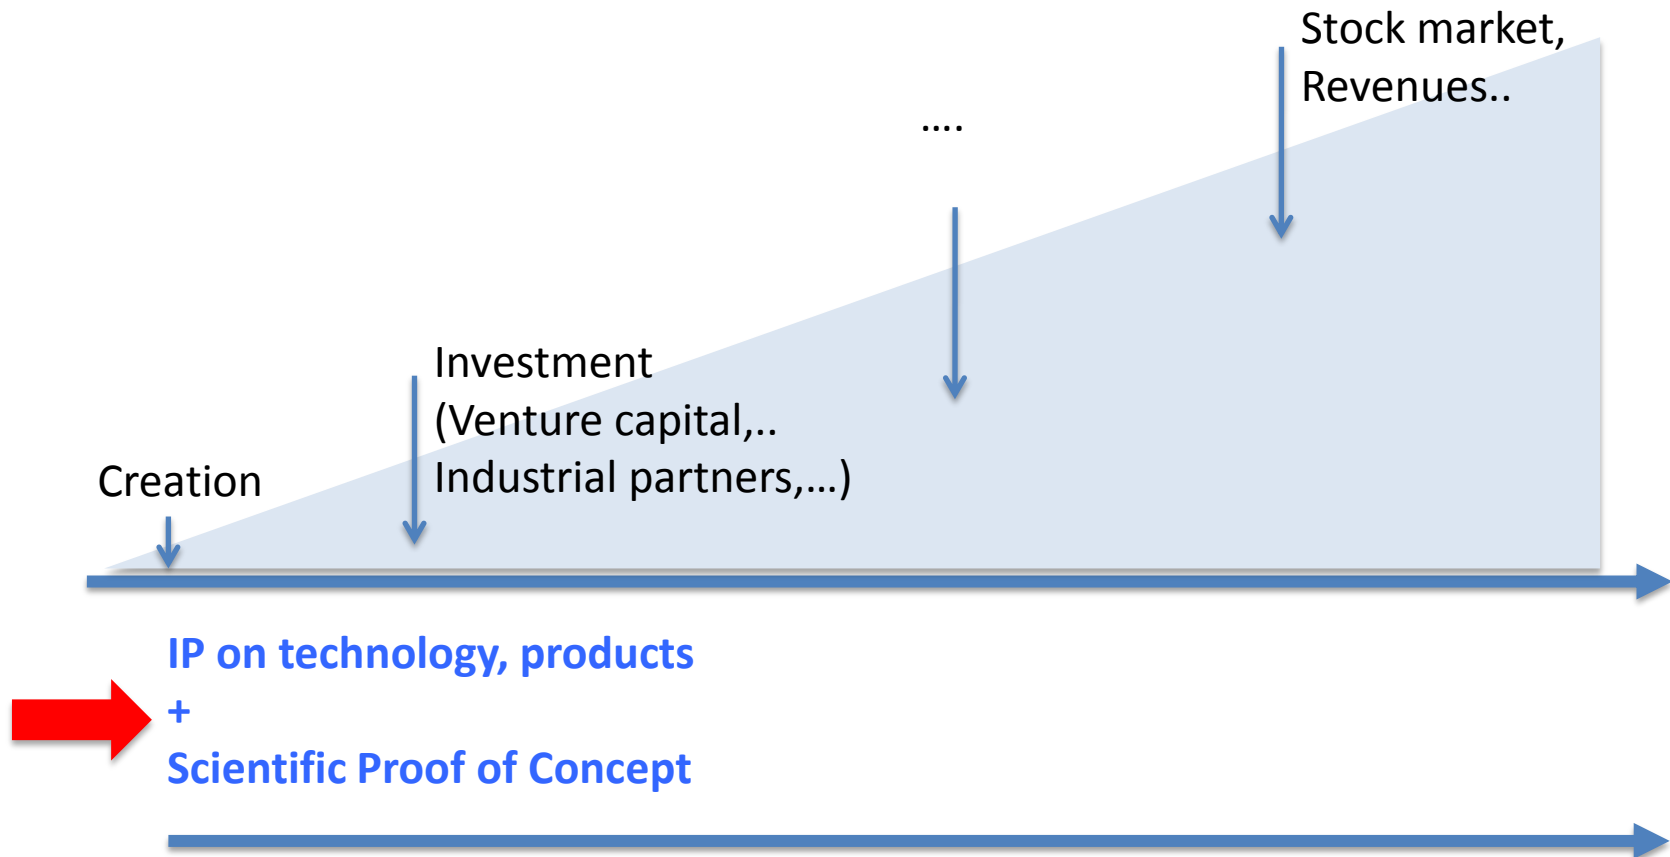 Stock market,
Revenues..
....
Investment
(Venture capital,..
Industrial partners,...)
Creation
IP on technology, products
+
Scientific Proof of Concept